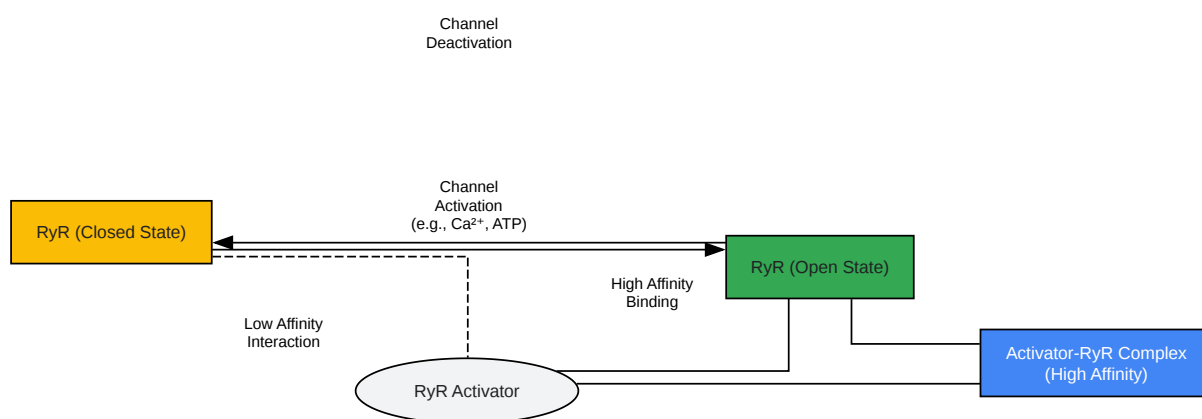 Channel
Deactivation
Channel
Activation
(e.g., Ca²⁺, ATP)
RyR (Closed State)
RyR (Open State)
High Affinity
Binding
Low Affinity
Interaction
Activator-RyR Complex
(High Affinity)
RyR Activator